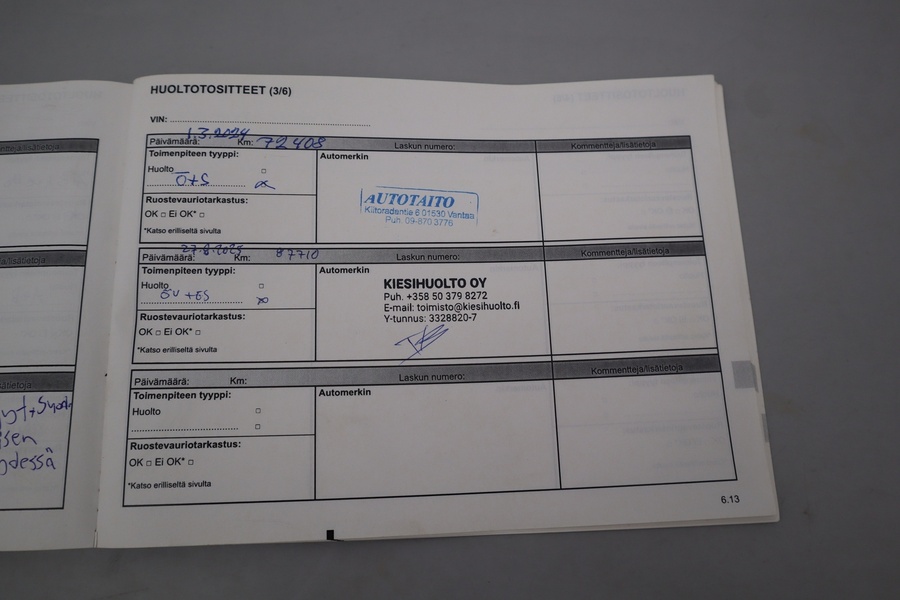 HUOLTOTOSITTEET (3/6)
VIN:
1.3.2024
Päivämäärä: Km: 72408 Laskun numero: Kommentteja/lisätietoja
Toimenpiteen tyyppi: Automerkin
Huolto
Ö+S
AUTOTAITO
Kiitoradantie 6 01530 Vantaa
Puh. 09-870 3776
Ruostevauriotarkastus:
OK □ Ei OK* □
*Katso erilliseltä sivulta
27.8.2025
Päivämäärä: Km: 87710 Laskun numero: Kommentteja/lisätietoja
Toimenpiteen tyyppi: Automerkin
Huolto
ÖV+ÖS
KIESIHUOLTO OY
Puh. +358 50 379 8272
E-mail: toimisto@kiesihuolto.fi
Y-tunnus: 3328820-7
Ruostevauriotarkastus:
OK □ Ei OK* □
*Katso erilliseltä sivulta
Päivämäärä: Km: Laskun numero: Kommentteja/lisätietoja
Toimenpiteen tyyppi: Automerkin
Huolto
Ruostevauriotarkastus:
OK □ Ei OK* □
*Katso erilliseltä sivulta
6.13